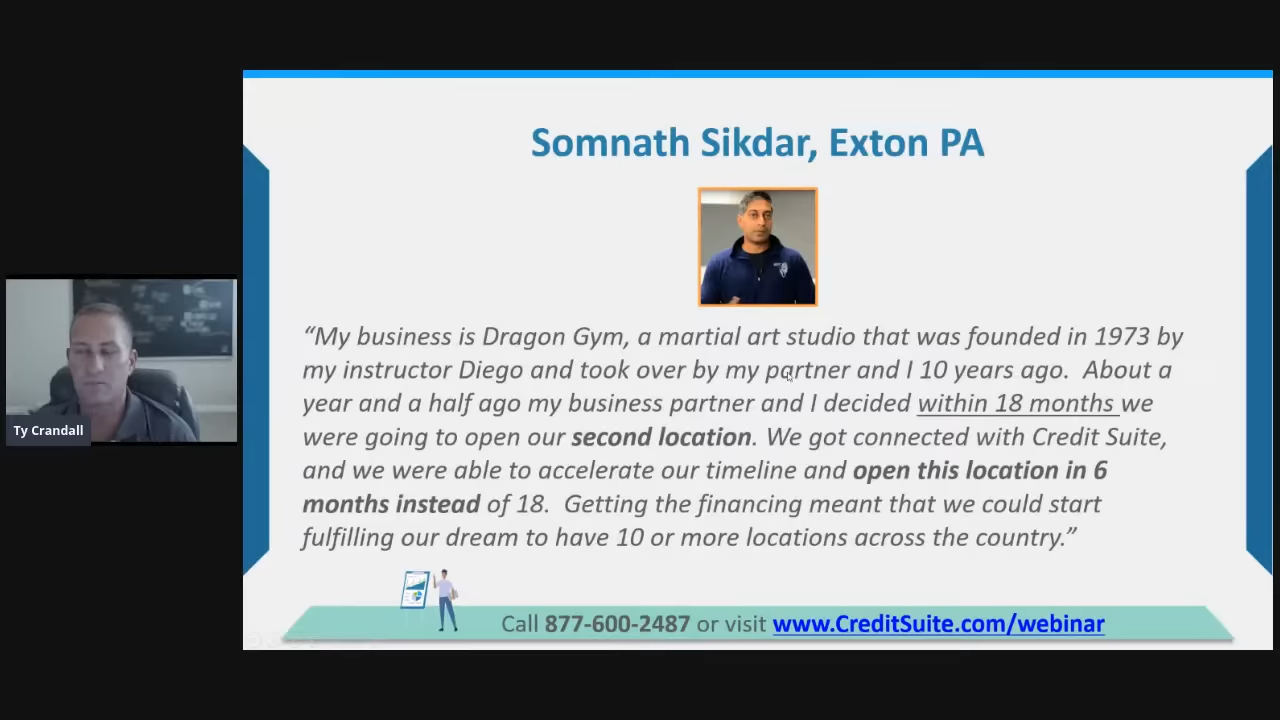 Somnath Sikdar, Exton PA
“My business is Dragon Gym, a martial art studio that was founded in 1973 by
my instructor Diego and took over by my partner and I 10 years ago.  About a
year and a half ago my business partner and I decided within 18 months we
were going to open our second location. We got connected with Credit Suite,
and we were able to accelerate our timeline and open this location in 6
months instead of 18.  Getting the financing meant that we could start
fulfilling our dream to have 10 or more locations across the country.”
Ty Crandall
Call 877-600-2487 or visit www.CreditSuite.com/webinar